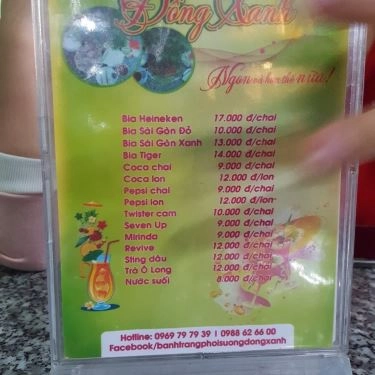 Đồng Xanh
Ngon và hơn thế nữa!
Bia Heineken 17.000 đ/chai
Bia Sài Gòn Đỏ 10.000 đ/chai
Bia Sài Gòn Xanh 13.000 đ/chai
Bia Tiger 14.000 đ/chai
Coca chai 9.000 đ/chai
Coca lon 12.000 đ/lon
Pepsi chai 9.000 đ/chai
Pepsi lon 12.000 đ/lon
Twister cam 10.000 đ/chai
Seven Up 9.000 đ/chai
Mirinda 9.000 đ/chai
Revive 12.000 đ/chai
Sting dâu 12.000 đ/chai
Trà Ô Long 12.000 đ/chai
Nước suối 8.000 đ/chai
Hotline: 0969 79 79 39 | 0988 62 66 00
Facebook/banhtrangphoisuongdongxanh